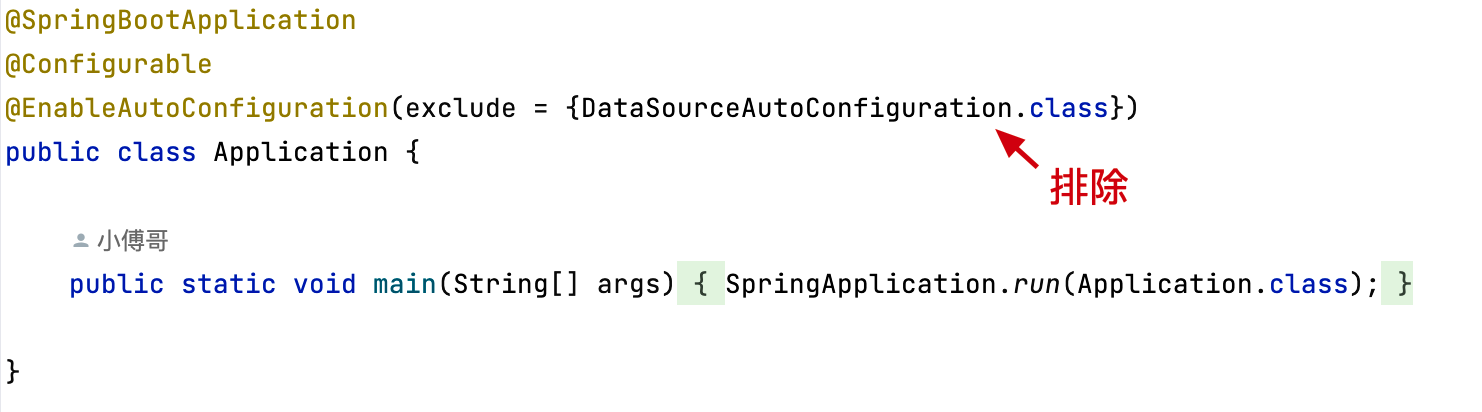 @SpringBootApplication
@Configurable
@EnableAutoConfiguration(exclude = {DataSourceAutoConfiguration.class})
public class Application {
排除
小傅哥
public static void main(String[] args) { SpringApplication.run(Application.class); }
}